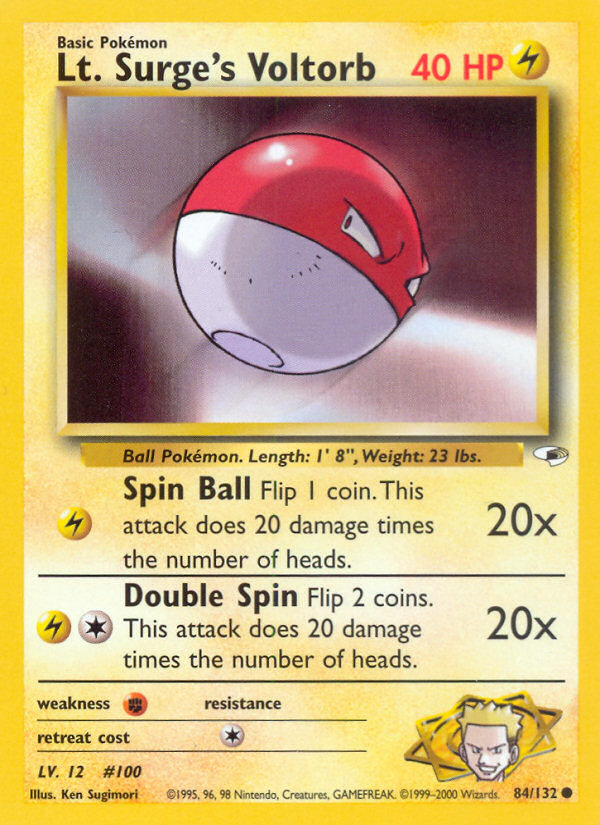 Basic Pokémon
Lt. Surge's Voltorb 40 HP
Ball Pokémon. Length: 1' 8", Weight: 23 lbs.
Spin Ball Flip 1 coin. This
attack does 20 damage times
the number of heads.
20x
Double Spin Flip 2 coins.
This attack does 20 damage
times the number of heads.
20x
weakness resistance
retreat cost
LV. 12 #100
Illus. Ken Sugimori ©1995, 96, 98 Nintendo, Creatures, GAMEFREAK. ©1999-2000 Wizards. 84/132